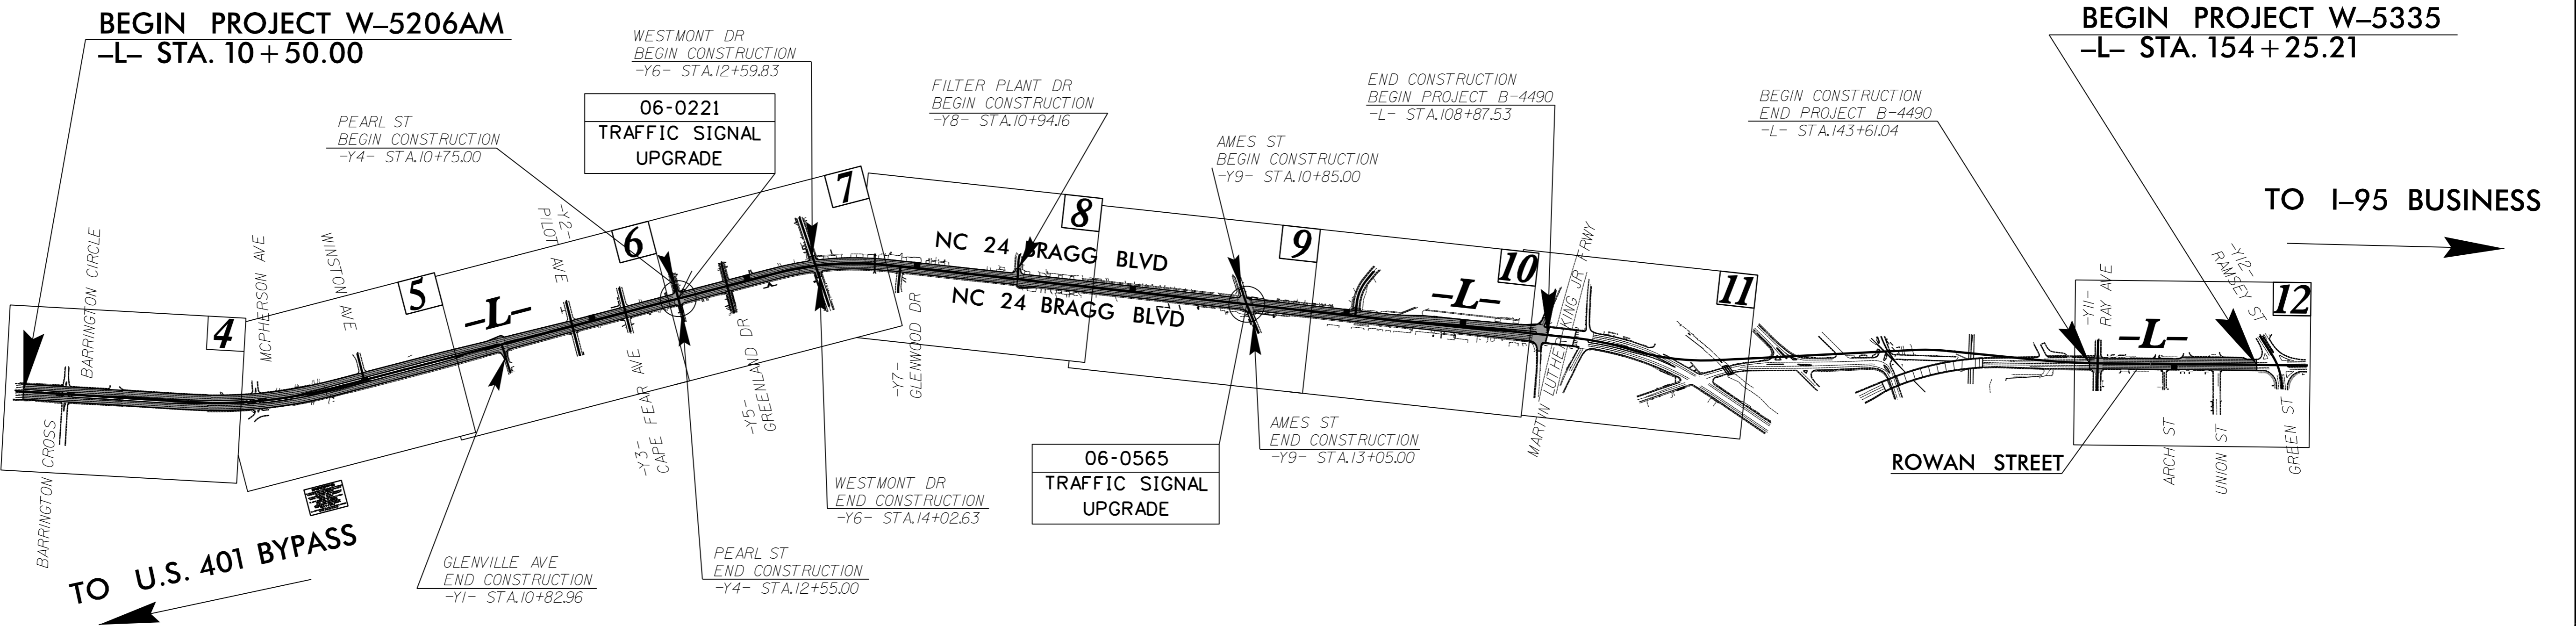 BEGIN PROJECT W–5206AM
–L– STA. 10+50.00
WESTMONT DR
BEGIN CONSTRUCTION
-Y6- STA.12+59.83
06-0221
TRAFFIC SIGNAL
UPGRADE
PEARL ST
BEGIN CONSTRUCTION
-Y4- STA.10+75.00
FILTER PLANT DR
BEGIN CONSTRUCTION
-Y8- STA.10+94.16
AMES ST
BEGIN CONSTRUCTION
-Y9- STA.10+85.00
END CONSTRUCTION
BEGIN PROJECT B-4490
-L- STA.108+87.53
BEGIN CONSTRUCTION
END PROJECT B-4490
-L- STA.143+61.04
BEGIN PROJECT W–5335
–L– STA. 154+25.21
TO I–95 BUSINESS
BARRINGTON CIRCLE
MCPHERSON AVE
WINSTON AVE
-Y2-
PILOT AVE
4
5
6
7
8
9
10
11
12
–L–
NC 24 BRAGG BLVD
NC 24 BRAGG BLVD
–L–
MARTIN LUTHER KING JR FRWY
-Y11-
RAY AVE
–L–
-Y12-
RAMSEY ST
BARRINGTON CROSS
-Y3-
CAPE FEAR AVE
-Y5-
GREENLAND DR
-Y7-
GLENWOOD DR
ROWAN STREET
ARCH ST
UNION ST
GREEN ST
TO U.S. 401 BYPASS
GLENVILLE AVE
END CONSTRUCTION
-Y1- STA.10+82.96
PEARL ST
END CONSTRUCTION
-Y4- STA.12+55.00
WESTMONT DR
END CONSTRUCTION
-Y6- STA.14+02.63
06-0565
TRAFFIC SIGNAL
UPGRADE
AMES ST
END CONSTRUCTION
-Y9- STA.13+05.00